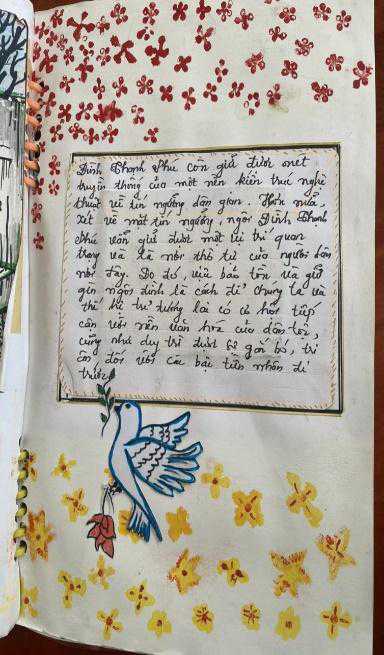 Đình Thạnh Phú còn giữ được nét
truyền thống của một nền kiến trúc nghệ
thuật về tín ngưỡng dân gian. Hơn nữa,
xét về mặt tín ngưỡng, ngôi Đình Thạnh
Phú vẫn giữ được một vị trí quan
trọng và là nơi thờ tự của người dân
nơi đây. Do đó, việc bảo tồn và giữ
gìn ngôi đình là cách để chúng ta và
thế hệ trẻ tương lai có cơ hội tiếp
cận với nền văn hóa của dân tộc,
cũng như duy trì được sự gắn bó, tri
ân đối với các bậc tiền nhân đi
trước